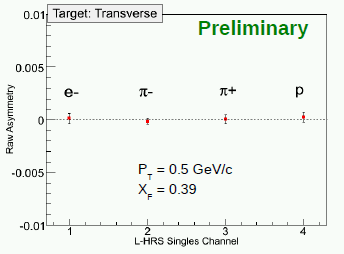 Target: Transverse
Preliminary
0.01
0.005
0
-0.005
-0.01
Raw Asymmetry
e- π- π+ p
P_T = 0.5 GeV/c
X_F = 0.39
1 2 3 4
L-HRS Singles Channel